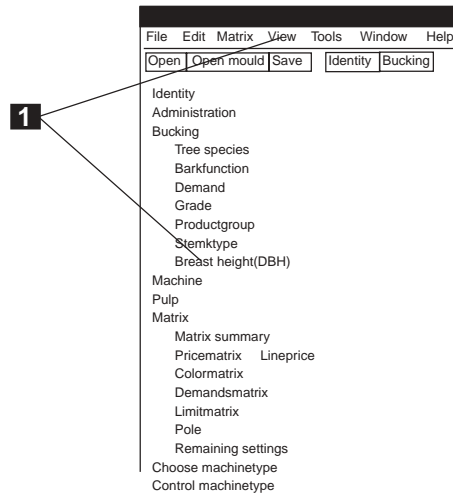 File Edit Matrix View Tools Window Help
Open Open mould Save Identity Bucking
1
Identity
Administration
Bucking
Tree species
Barkfunction
Demand
Grade
Productgroup
Stemktype
Breast height(DBH)
Machine
Pulp
Matrix
Matrix summary
Pricematrix Lineprice
Colormatrix
Demandsmatrix
Limitmatrix
Pole
Remaining settings
Choose machinetype
Control machinetype